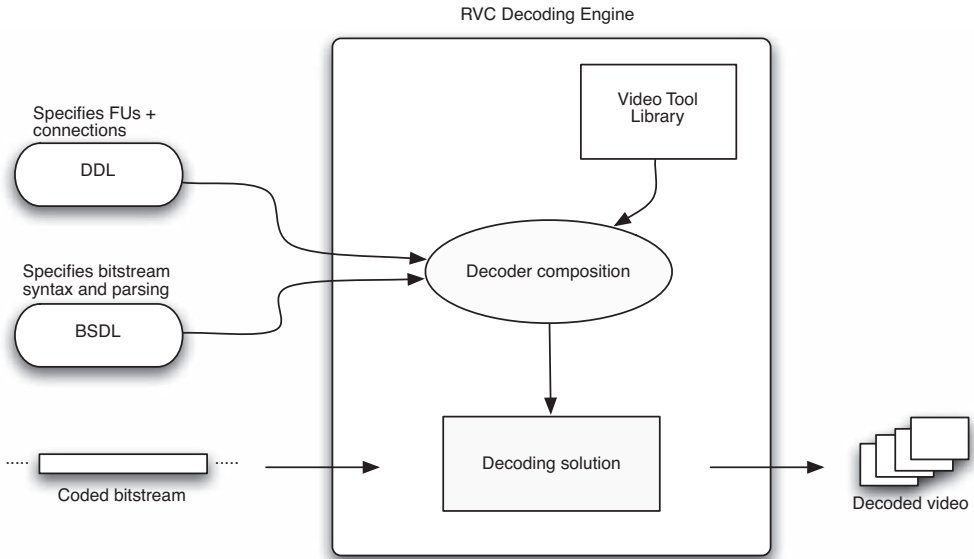 RVC Decoding Engine
Video Tool
Library
Specifies FUs +
connections
DDL
Decoder composition
Specifies bitstream
syntax and parsing
BSDL
Decoding solution
..... .....
Coded bitstream
Decoded video